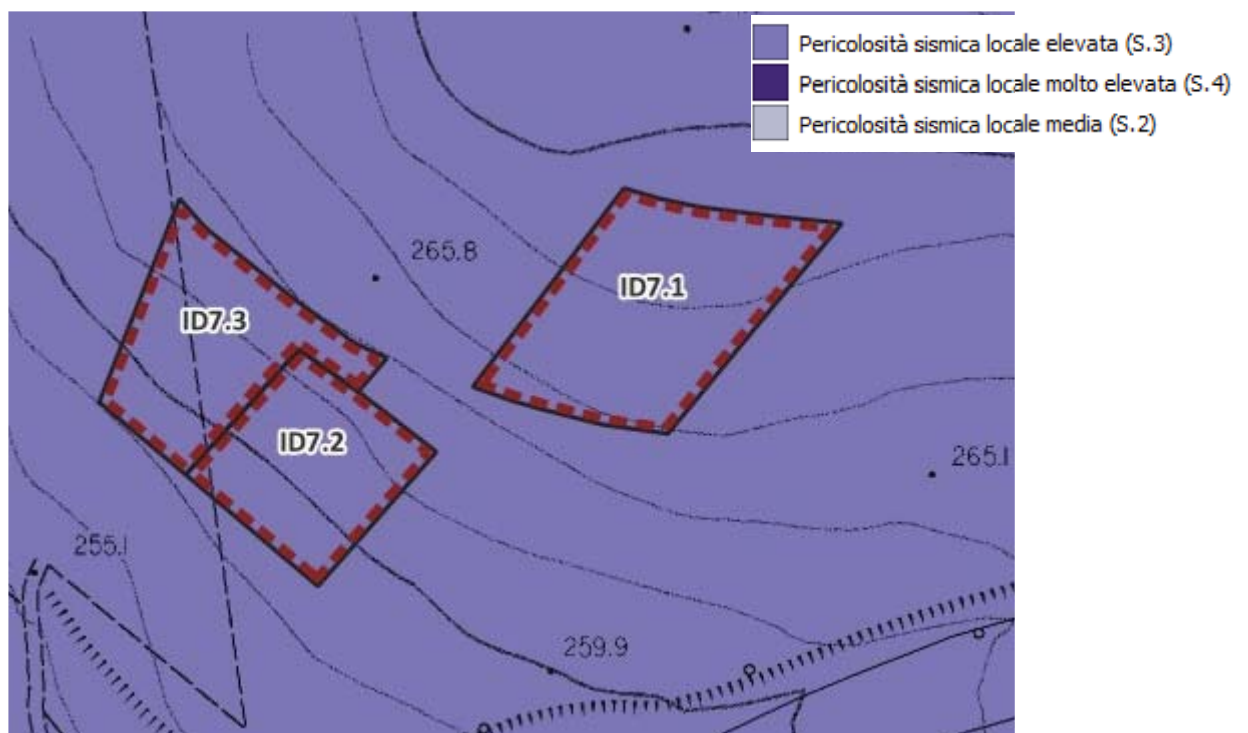 Pericolosità sismica locale elevata (S.3)
Pericolosità sismica locale molto elevata (S.4)
Pericolosità sismica locale media (S.2)
265.8
ID7.1
ID7.3
ID7.2
265.1
255.1
259.9